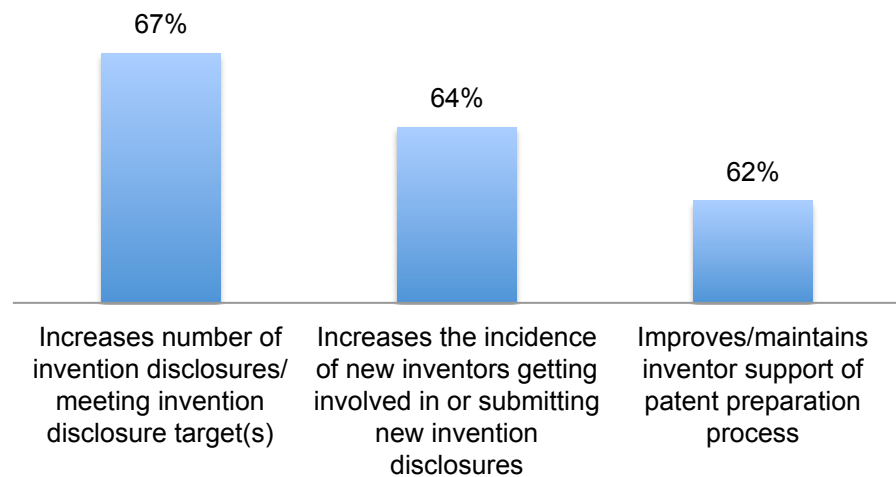 67%
64%
62%
Increases number of
invention disclosures/
meeting invention
disclosure target(s)
Increases the incidence
of new inventors getting
involved in or submitting
new invention
disclosures
Improves/maintains
inventor support of
patent preparation
process